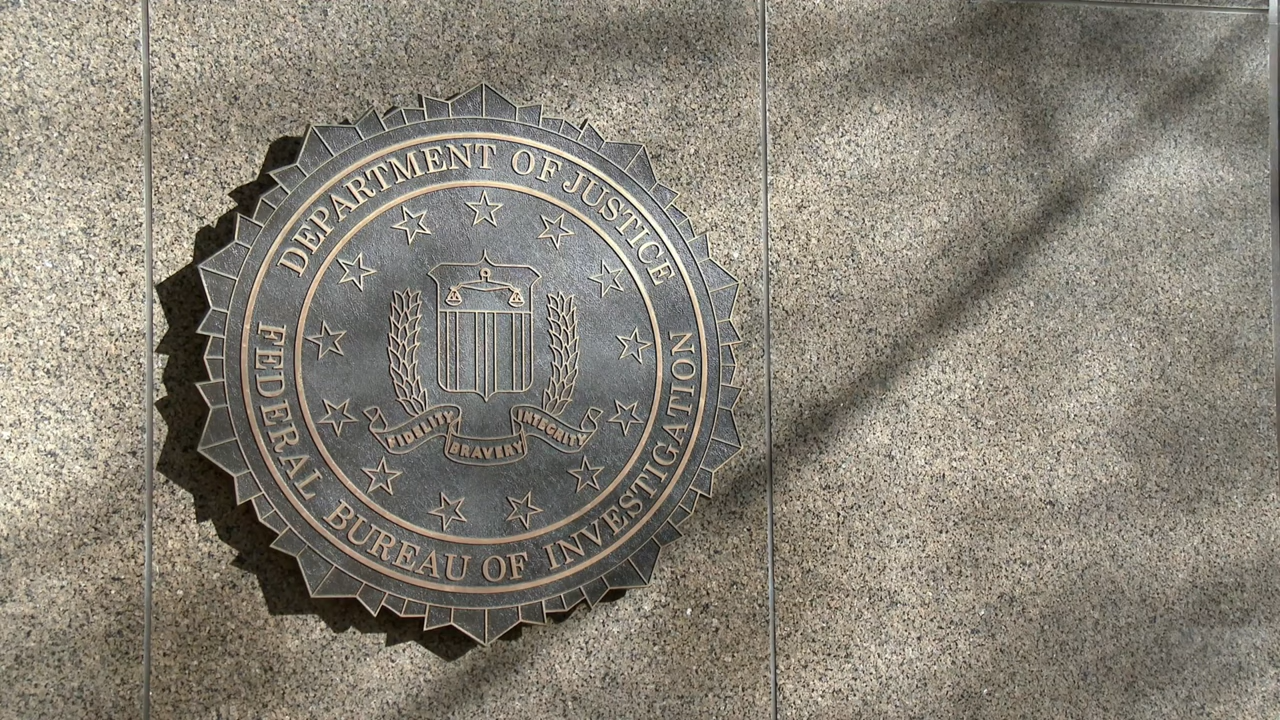 DEPARTMENT OF JUSTICE
FIDELITY
BRAVERY
INTEGRITY
FEDERAL BUREAU OF INVESTIGATION